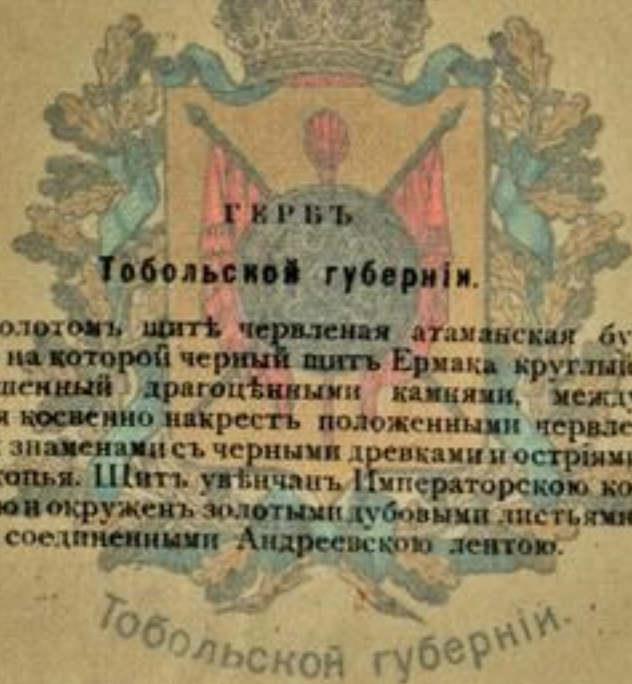 ГЕРБЪ
Тобольской губерніи.
олотомъ щитѣ червленая атаманская бу
на которой черный щитъ Ермака круглый
шенный драгоцѣнными камнями, между
я косвенно накрестъ положенными червле
знаменами съ черными древками и остріями
копья. Щитъ увѣнчанъ Императорскою ко
ю и окруженъ золотыми дубовыми листьями
соединенными Андреевскою лентою.
Тобольской губерніи.